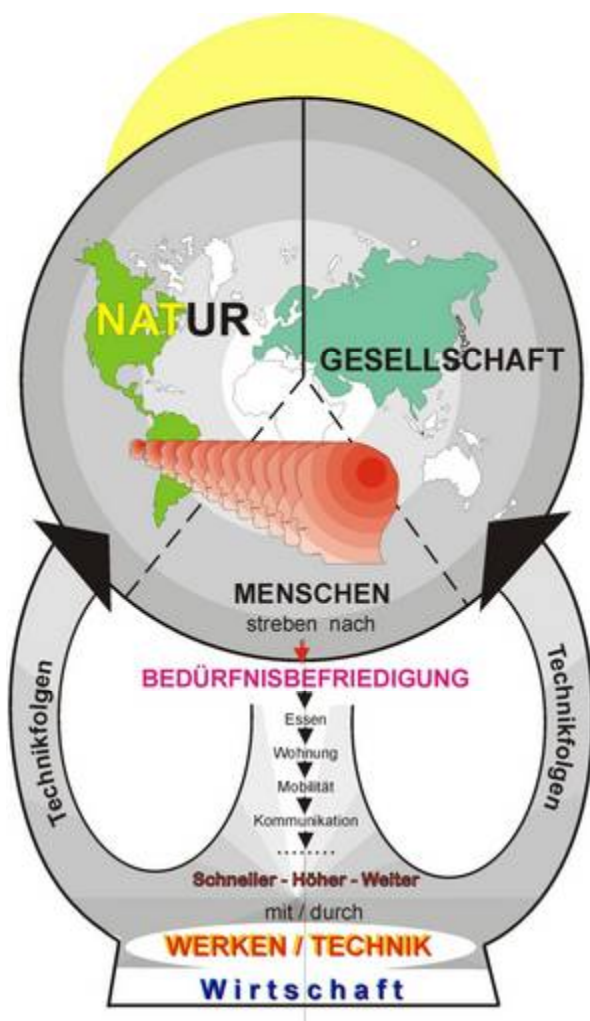 NATUR
GESELLSCHAFT
MENSCHEN
streben nach
BEDÜRFNISBEFRIEDIGUNG
Essen
Wohnung
Mobilität
Kommunikation
.......
Schneller - Höher - Weiter
mit / durch
WERKEN / TECHNIK
Wirtschaft
Technikfolgen
Technikfolgen